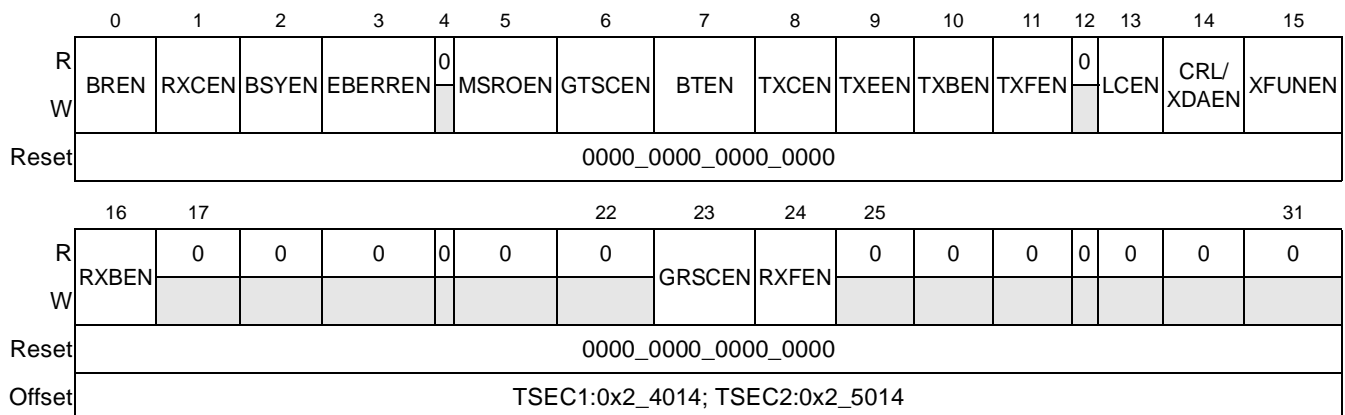 0 1 2 3 4 5 6 7 8 9 10 11 12 13 14 15
R BREN RXCEN BSYEN EBERREN 0 MSROEN GTSCEN BTEN TXCEN TXEEN TXBEN TXFEN 0 LCEN CRL/ XFUNEN
W XDAEN
Reset 0000_0000_0000_0000
16 17 22 23 24 25 31
R RXBEN 0 0 0 0 0 0 GRSCEN RXFEN 0 0 0 0 0 0 0
W
Reset 0000_0000_0000_0000
Offset TSEC1:0x2_4014; TSEC2:0x2_5014